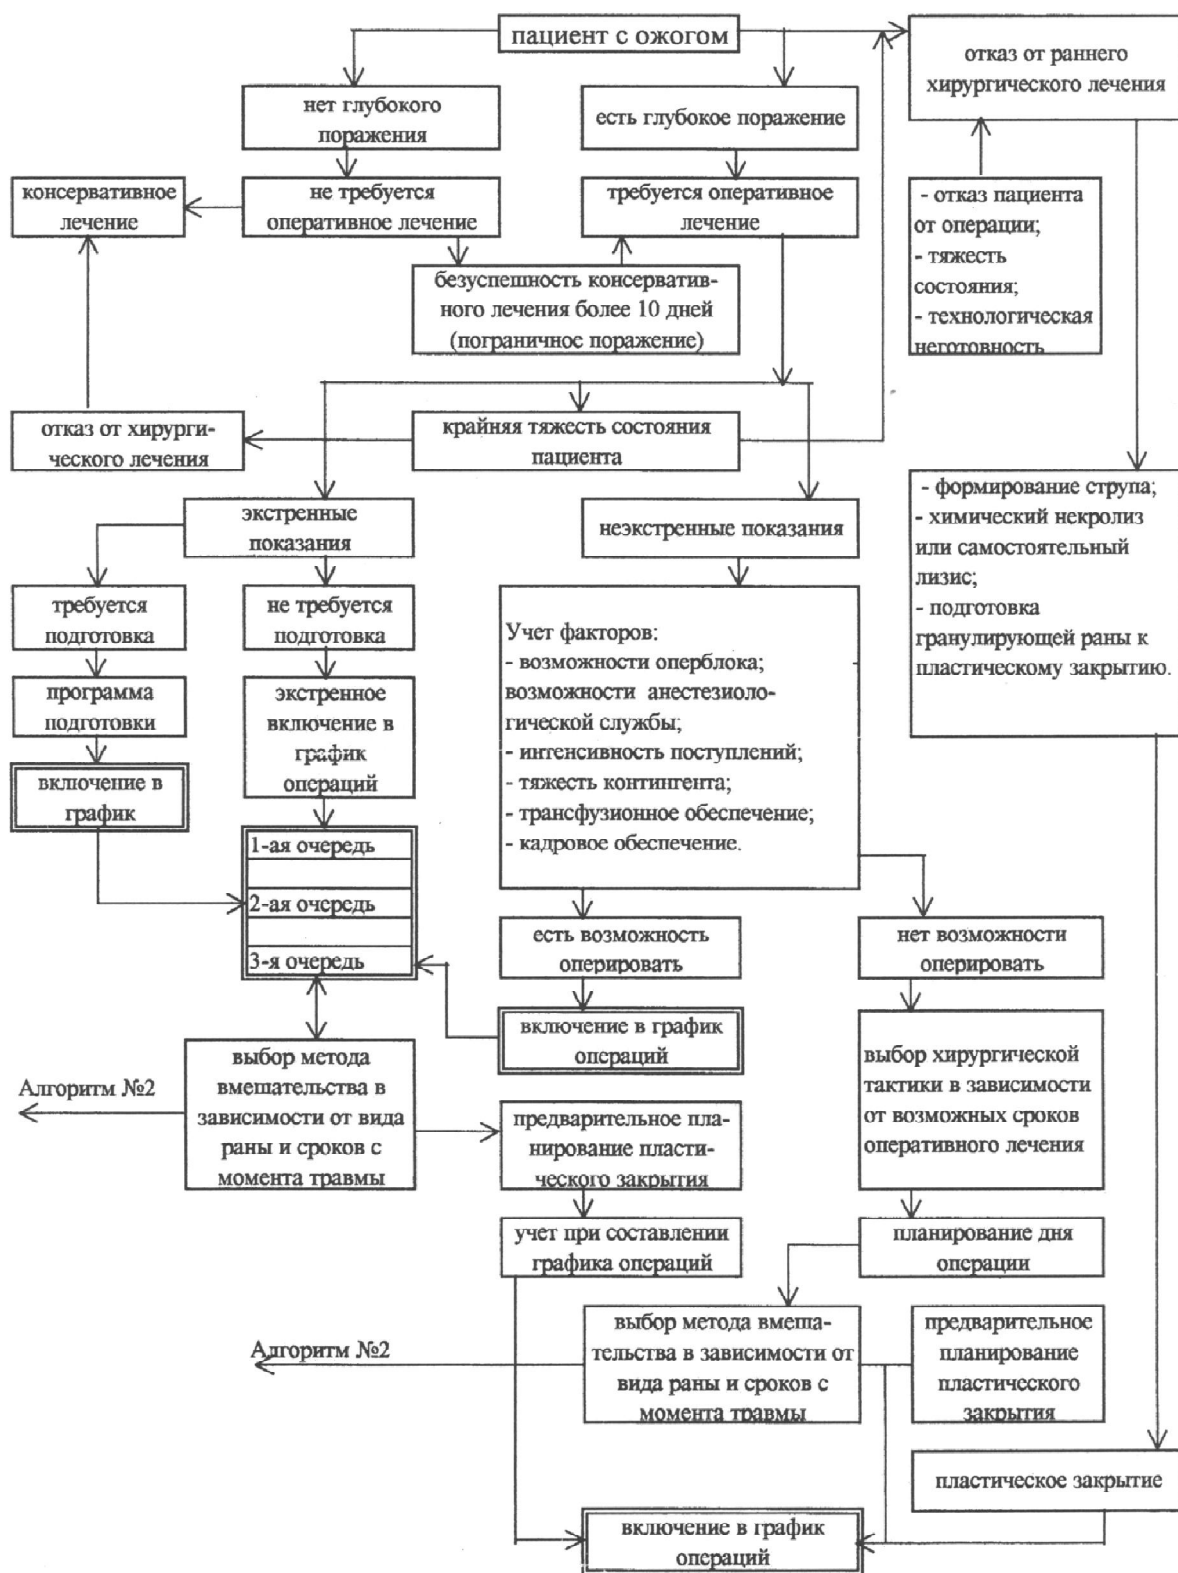 пациент с ожогом
отказ от раннего
хирургического лечения
нет глубокого
поражения
есть глубокое поражение
консервативное
лечение
не требуется
оперативное лечение
требуется оперативное
лечение
- отказ пациента
от операции;
- тяжесть
состояния;
- технологическая
неготовность
безуспешность консерватив-
ного лечения более 10 дней
(пограничное поражение)
отказ от хирурги-
ческого лечения
крайняя тяжесть состояния
пациента
- формирование струпа;
- химический некролиз
или самостоятельный
лизис;
- подготовка
гранулирующей раны к
пластическому закрытию.
экстренные
показания
неэкстренные показания
требуется
подготовка
не требуется
подготовка
Учет факторов:
- возможности оперблока;
возможности анестезиоло-
гической службы;
- интенсивность поступлений;
- тяжесть контингента;
- трансфузионное обеспечение;
- кадровое обеспечение.
программа
подготовки
экстренное
включение в
график
операций
включение в
график
1-ая очередь
2-ая очередь
3-я очередь
есть возможность
оперировать
нет возможности
оперировать
включение в график
операций
Алгоритм №2
выбор метода
вмешательства в
зависимости от вида
раны и сроков с
момента травмы
выбор хирургической
тактики в зависимости
от возможных сроков
оперативного лечения
предварительное пла-
нирование пласти-
ческого закрытия
учет при составлении
графика операций
планирование дня
операции
Алгоритм №2
выбор метода вмеша-
тельства в зависимости от
вида раны и сроков с
момента травмы
предварительное
планирование
пластического
закрытия
пластическое закрытие
включение в график
операций